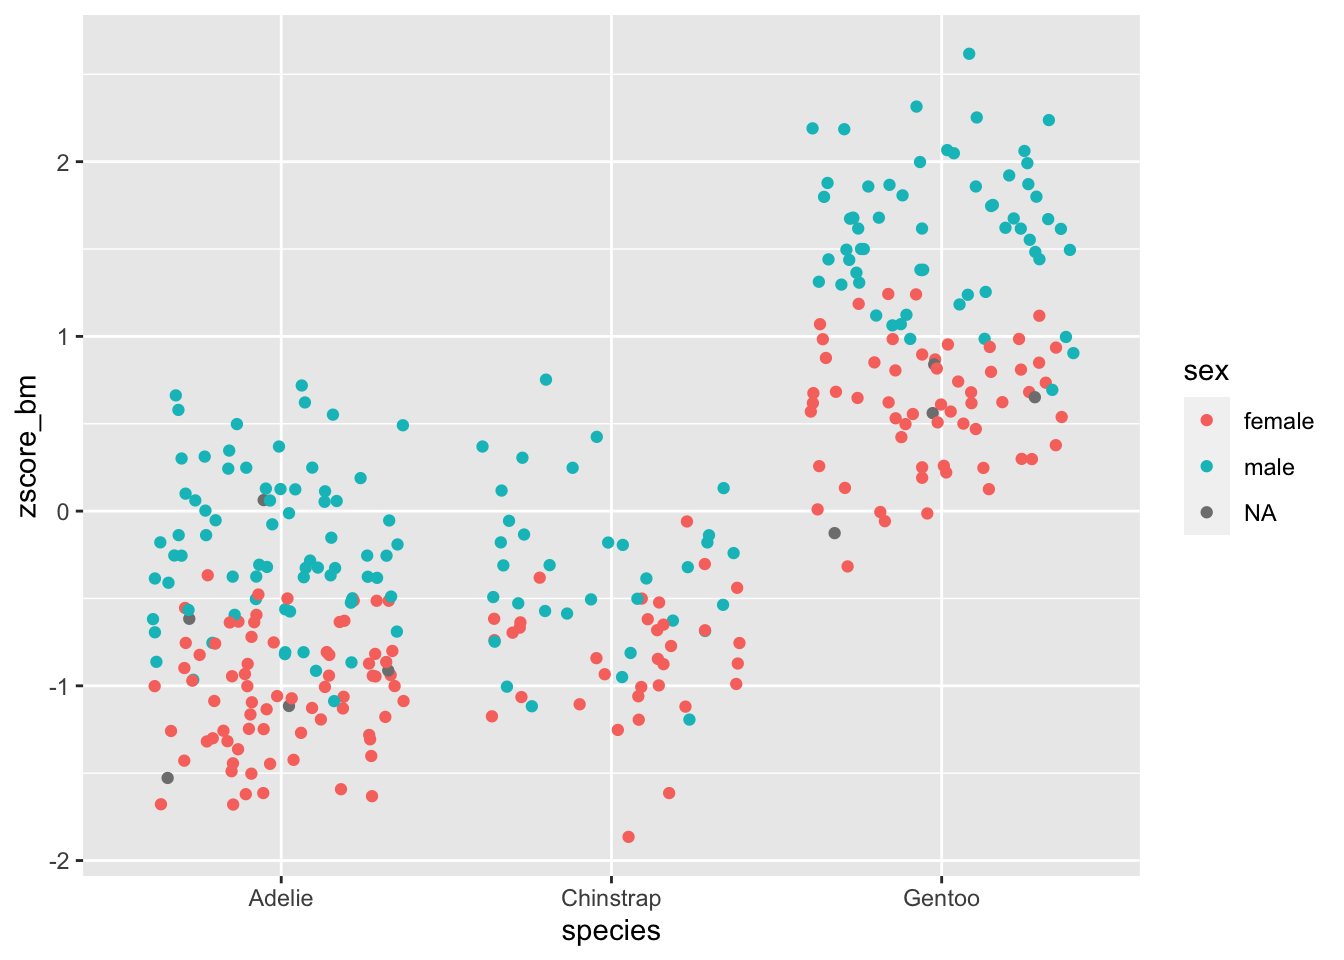 2
1
0
-1
-2
zscore_bm
Adelie
Chinstrap
Gentoo
species
sex
female
male
NA